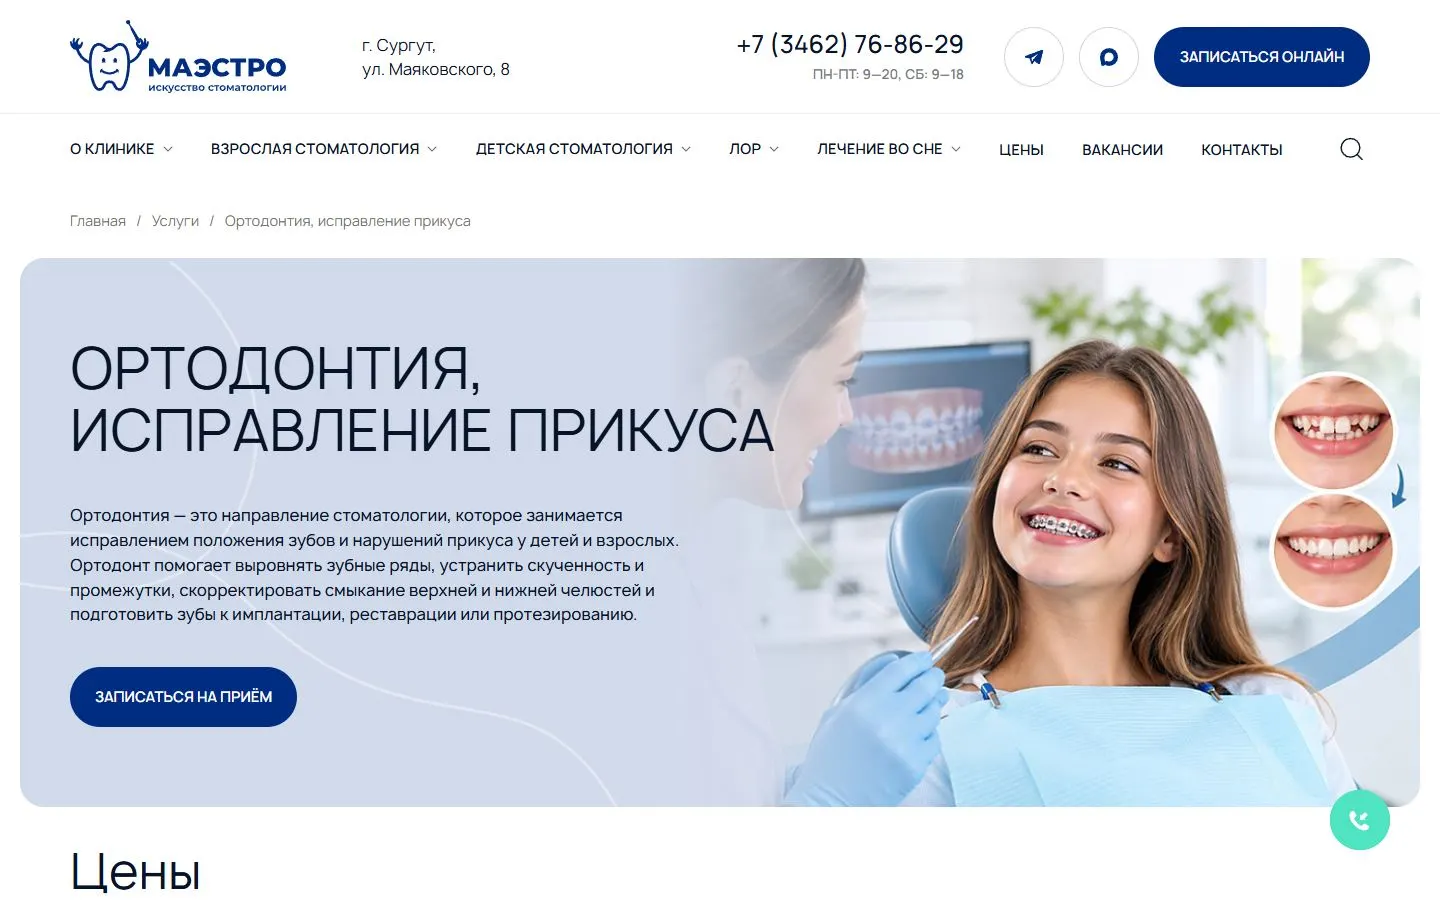 МАЭСТРО
искусство стоматологии
г. Сургут,
ул. Маяковского, 8
+7 (3462) 76-86-29
ПН-ПТ: 9—20, СБ: 9—18
ЗАПИСАТЬСЯ ОНЛАЙН
О КЛИНИКЕ
ВЗРОСЛАЯ СТОМАТОЛОГИЯ
ДЕТСКАЯ СТОМАТОЛОГИЯ
ЛОР
ЛЕЧЕНИЕ ВО СНЕ
ЦЕНЫ
ВАКАНСИИ
КОНТАКТЫ
Главная / Услуги / Ортодонтия, исправление прикуса
ОРТОДОНТИЯ,
ИСПРАВЛЕНИЕ ПРИКУСА
Ортодонтия — это направление стоматологии, которое занимается
исправлением положения зубов и нарушений прикуса у детей и взрослых.
Ортодонт помогает выровнять зубные ряды, устранить скученность и
промежутки, скорректировать смыкание верхней и нижней челюстей и
подготовить зубы к имплантации, реставрации или протезированию.
ЗАПИСАТЬСЯ НА ПРИЁМ
Цены